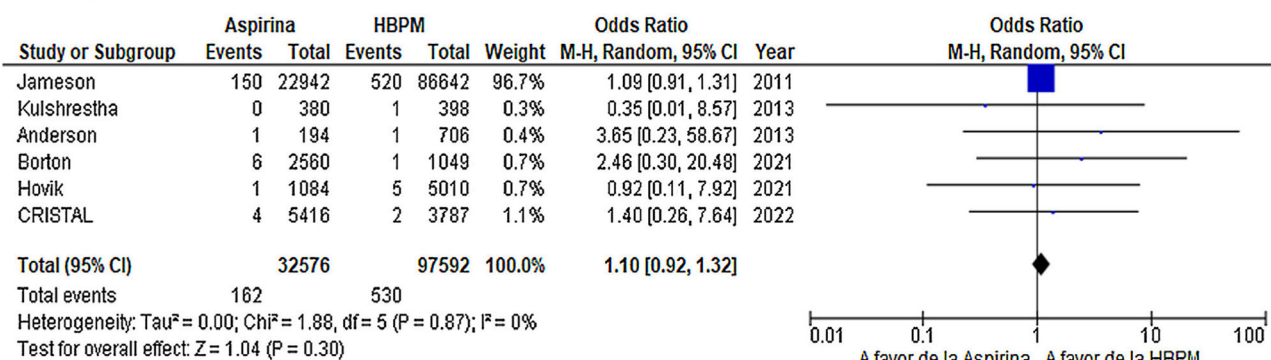 Aspirina HBPM Odds Ratio Odds Ratio
Study or Subgroup Events Total Events Total Weight M-H, Random, 95% CI Year M-H, Random, 95% CI
Jameson 150 22942 520 86642 96.7% 1.09 [0.91, 1.31] 2011
Kulshrestha 0 380 1 398 0.3% 0.35 [0.01, 8.57] 2013
Anderson 1 194 1 706 0.4% 3.65 [0.23, 58.67] 2013
Borton 6 2560 1 1049 0.7% 2.46 [0.30, 20.48] 2021
Hovik 1 1084 5 5010 0.7% 0.92 [0.11, 7.92] 2021
CRISTAL 4 5416 2 3787 1.1% 1.40 [0.26, 7.64] 2022
Total (95% CI) 32576 97592 100.0% 1.10 [0.92, 1.32]
Total events 162 530
Heterogeneity: Tau² = 0.00; Chi² = 1.88, df = 5 (P = 0.87); I² = 0%
Test for overall effect: Z = 1.04 (P = 0.30)
0.01 0.1 1 10 100
A favor de la Aspirina A favor de la HBPM